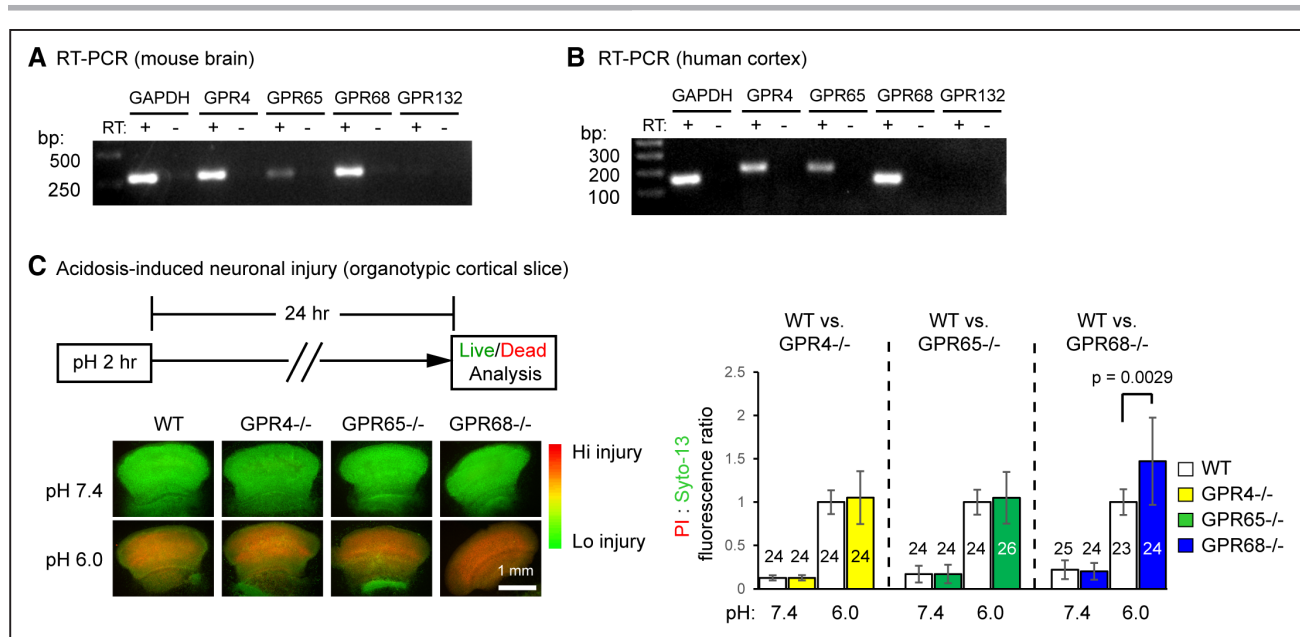 A RT-PCR (mouse brain)
GAPDH GPR4 GPR65 GPR68 GPR132
RT: + - + - + - + - + -
bp:
500
250
B RT-PCR (human cortex)
GAPDH GPR4 GPR65 GPR68 GPR132
RT: + - + - + - + - + -
bp:
300
200
100
C Acidosis-induced neuronal injury (organotypic cortical slice)
24 hr
pH 2 hr
Live/Dead
Analysis
WT GPR4-/- GPR65-/- GPR68-/-
pH 7.4
pH 6.0
Hi injury
Lo injury
1 mm
WT vs. GPR4-/-
WT vs. GPR65-/-
WT vs. GPR68-/-
p = 0.0029
PI : Syto-13
fluorescence ratio
2.5
2
1.5
1
0.5
0
24 24 24 24 24 24 24 26 25 24 23 24
pH: 7.4 6.0 7.4 6.0 7.4 6.0
WT
GPR4-/-
GPR65-/-
GPR68-/-